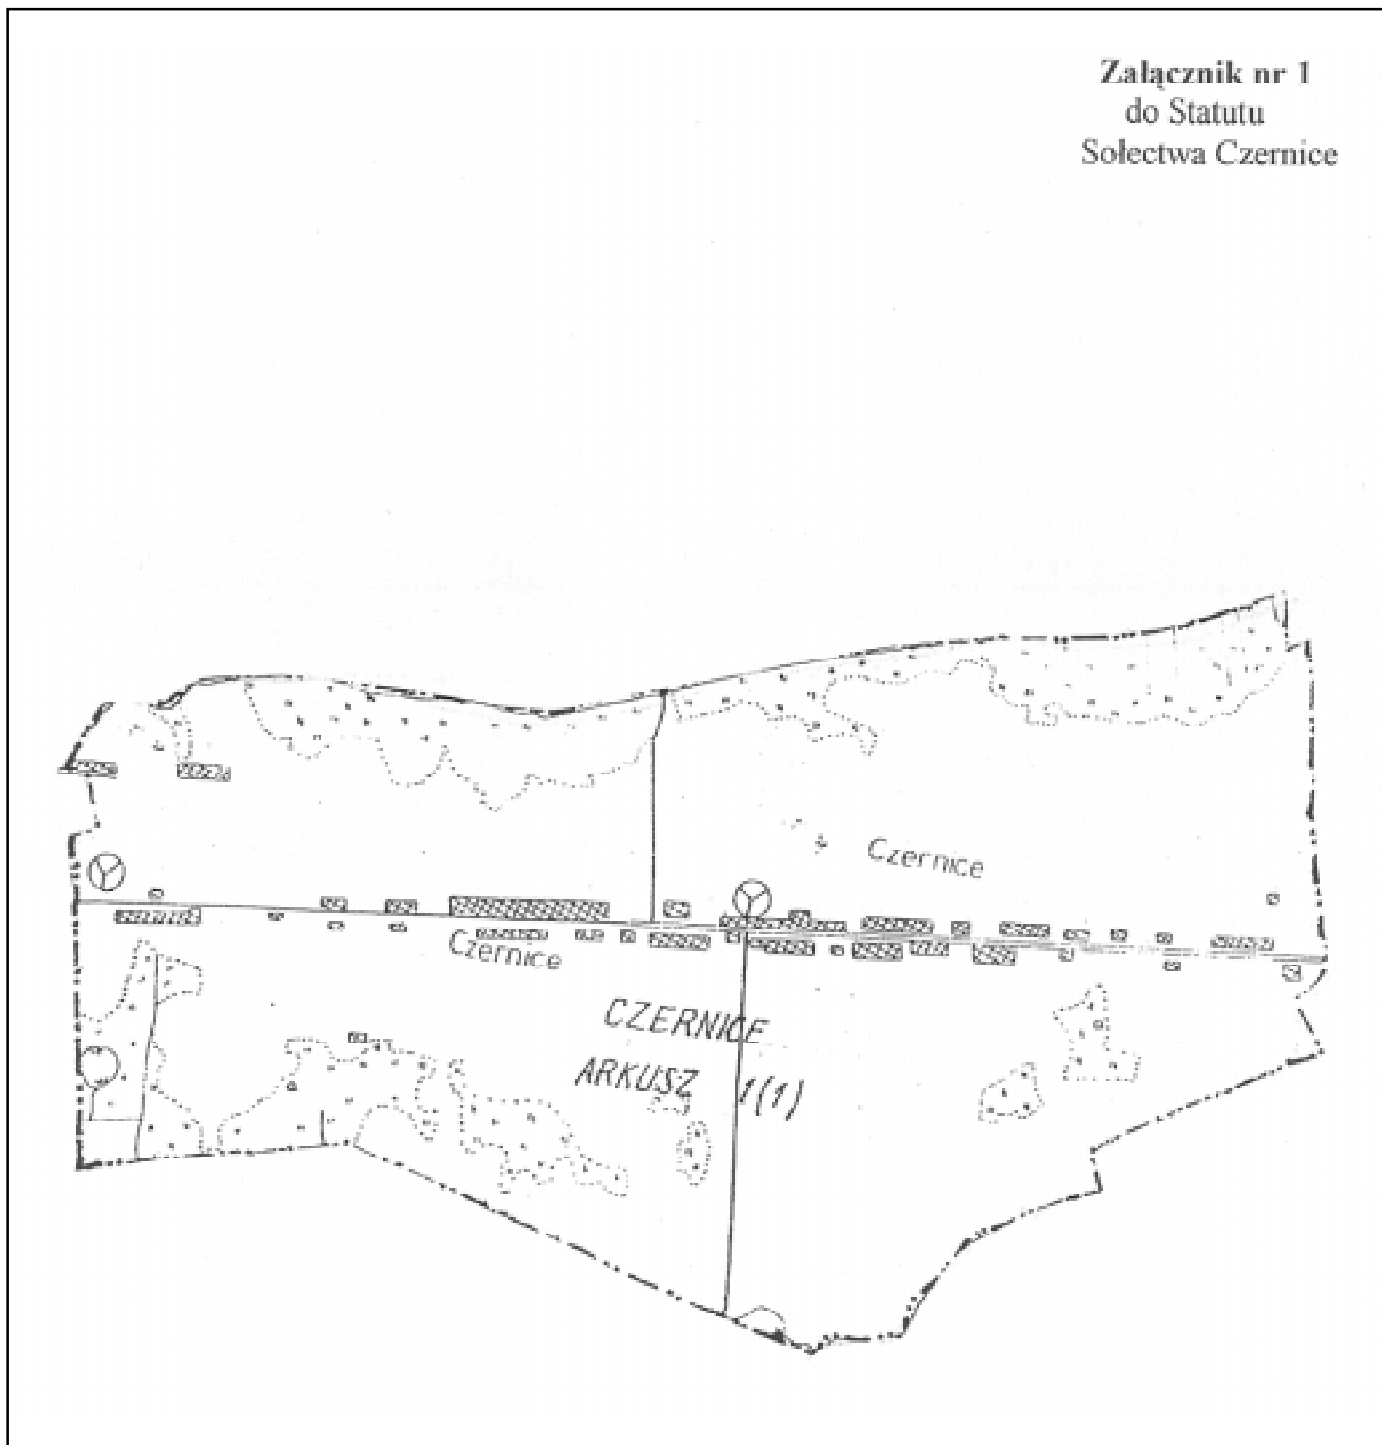 Załącznik nr 1
do Statutu
Sołectwa Czernice
Czernice
Czernice
CZERNICE
ARKUSZ 1(1)